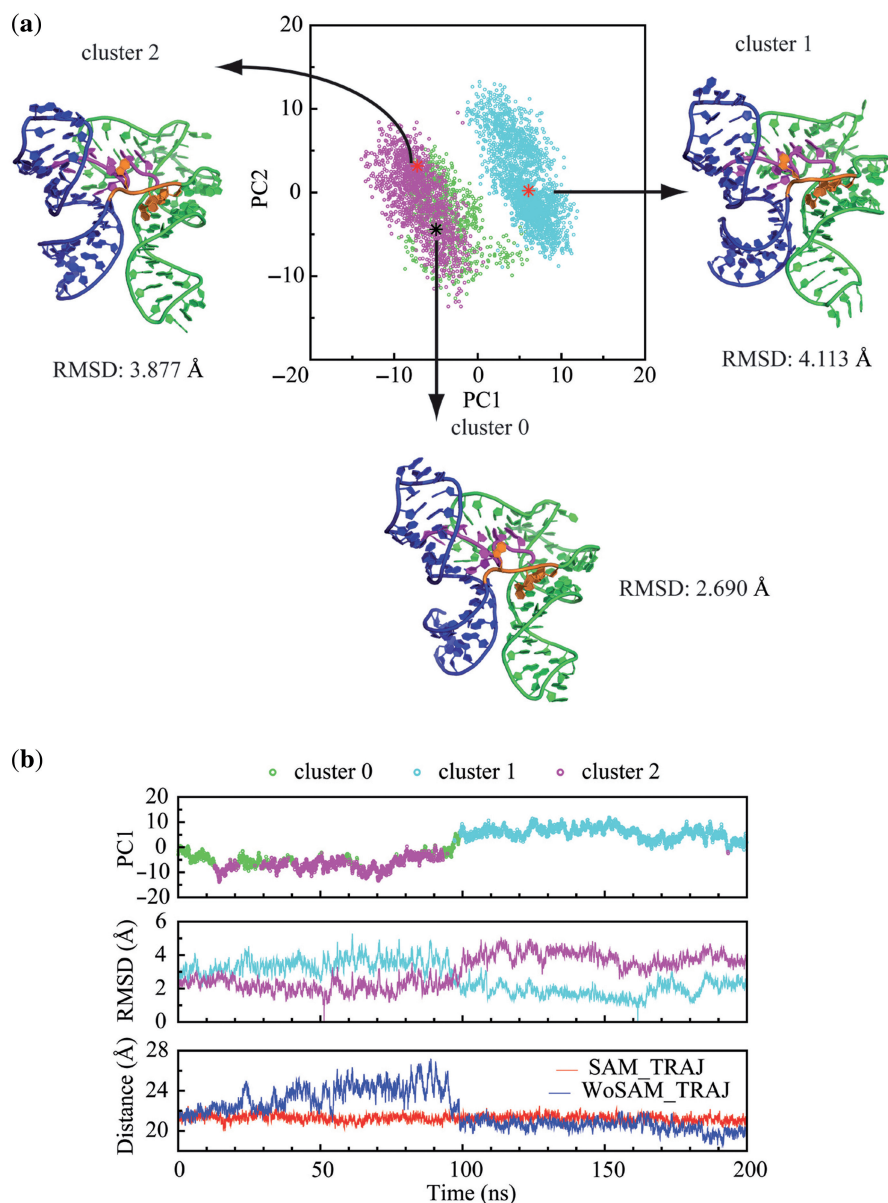 (a)
cluster 2
cluster 1
20
10
0
−10
−20
PC2
−20
−10
0
10
20
PC1
RMSD: 3.877 Å
RMSD: 4.113 Å
cluster 0
RMSD: 2.690 Å
(b)
cluster 0 cluster 1 cluster 2
20
10
0
−10
−20
PC1
6
4
2
0
RMSD (Å)
28
24
20
Distance (Å)
SAM_TRAJ
WoSAM_TRAJ
0 50 100 150 200
Time (ns)